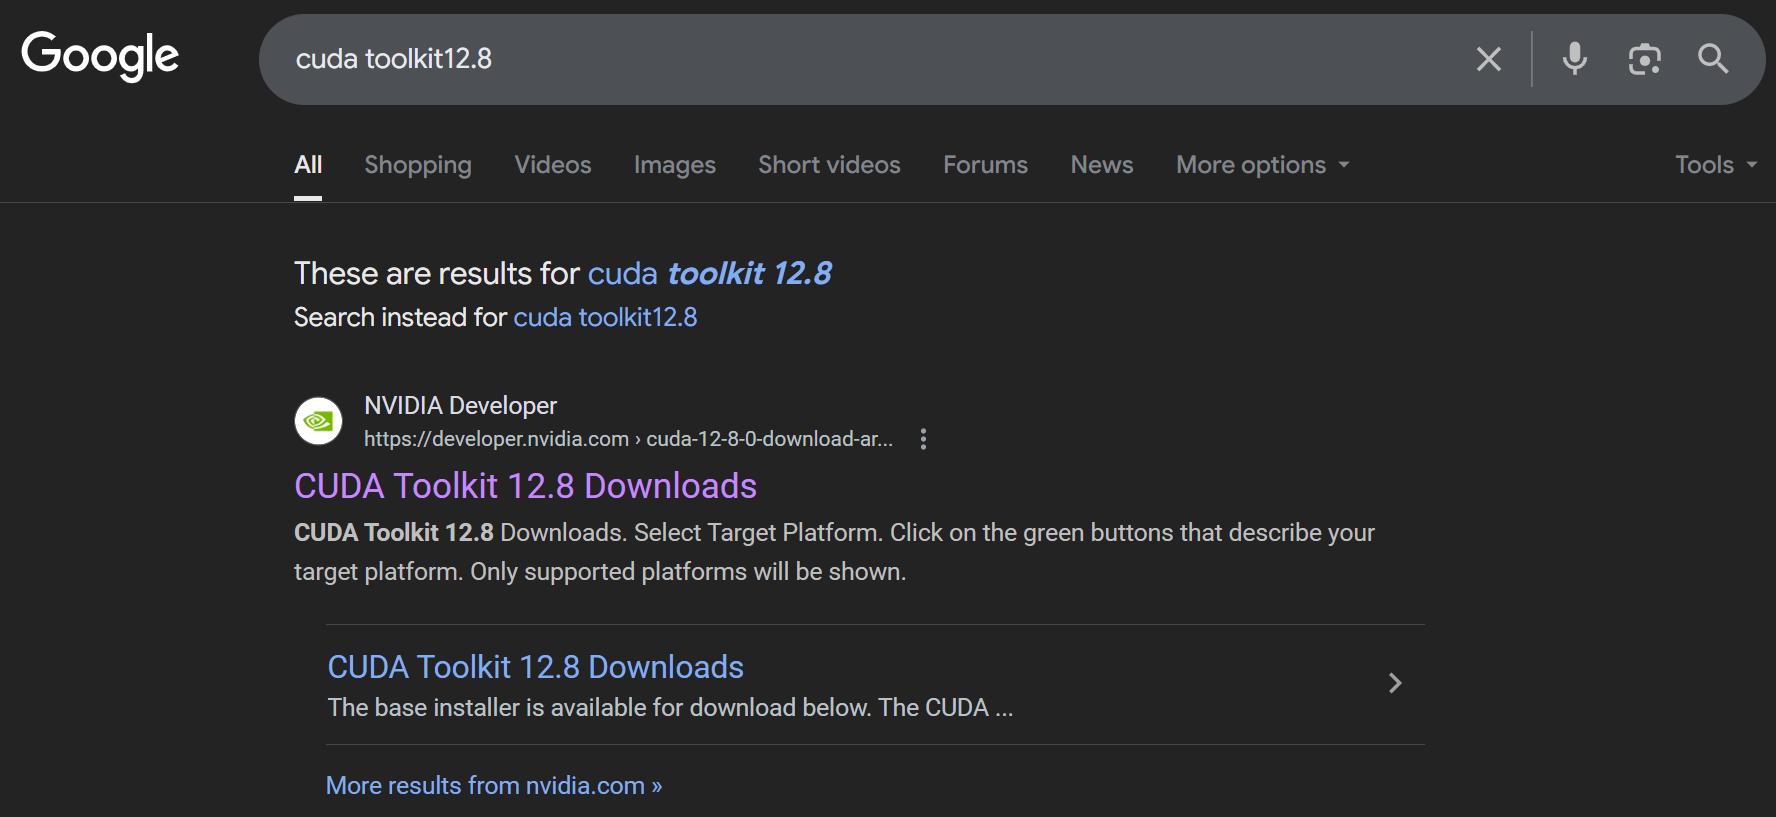 Google
cuda toolkit12.8
All Shopping Videos Images Short videos Forums News More options Tools
These are results for cuda toolkit 12.8
Search instead for cuda toolkit12.8
NVIDIA Developer
https://developer.nvidia.com › cuda-12-8-0-download-ar...
CUDA Toolkit 12.8 Downloads
CUDA Toolkit 12.8 Downloads. Select Target Platform. Click on the green buttons that describe your
target platform. Only supported platforms will be shown.
CUDA Toolkit 12.8 Downloads
The base installer is available for download below. The CUDA ...
More results from nvidia.com »